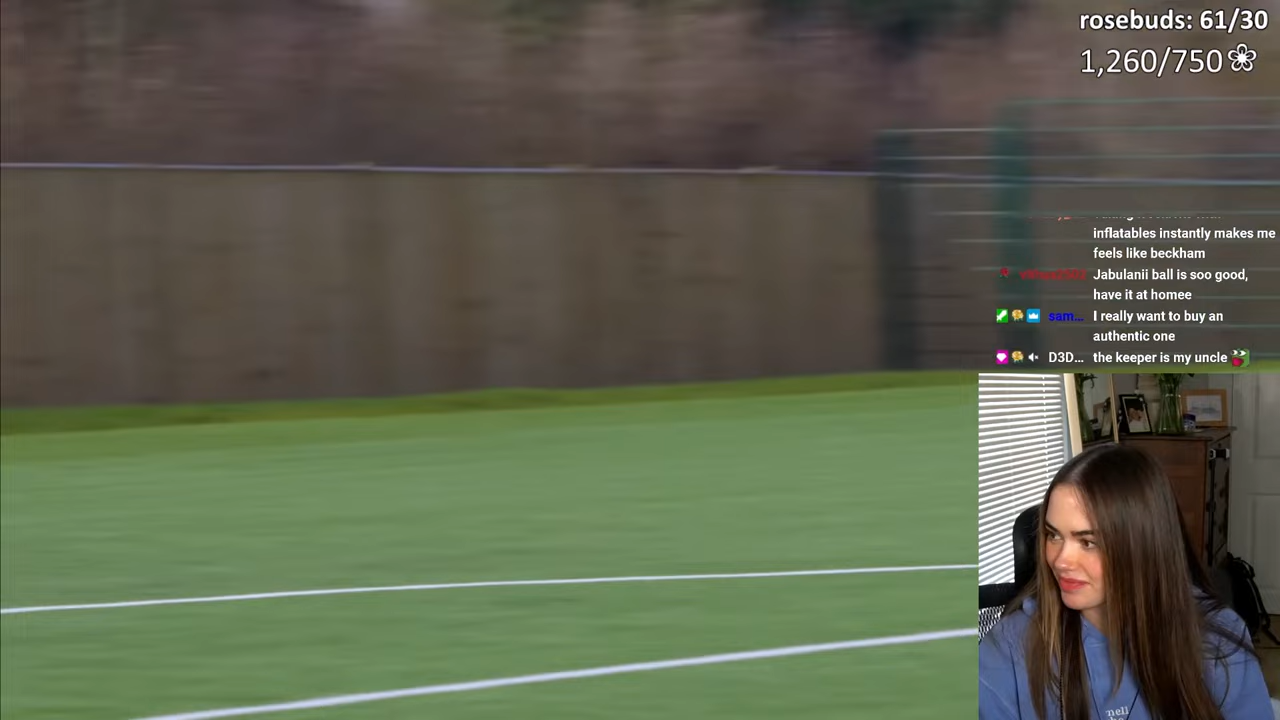 rosebuds: 61/30
1,260/750
inflatables instantly makes me
feels like beckham
Jabulanii ball is soo good,
have it at homee
sam... I really want to buy an
authentic one
D3D... the keeper is my uncle